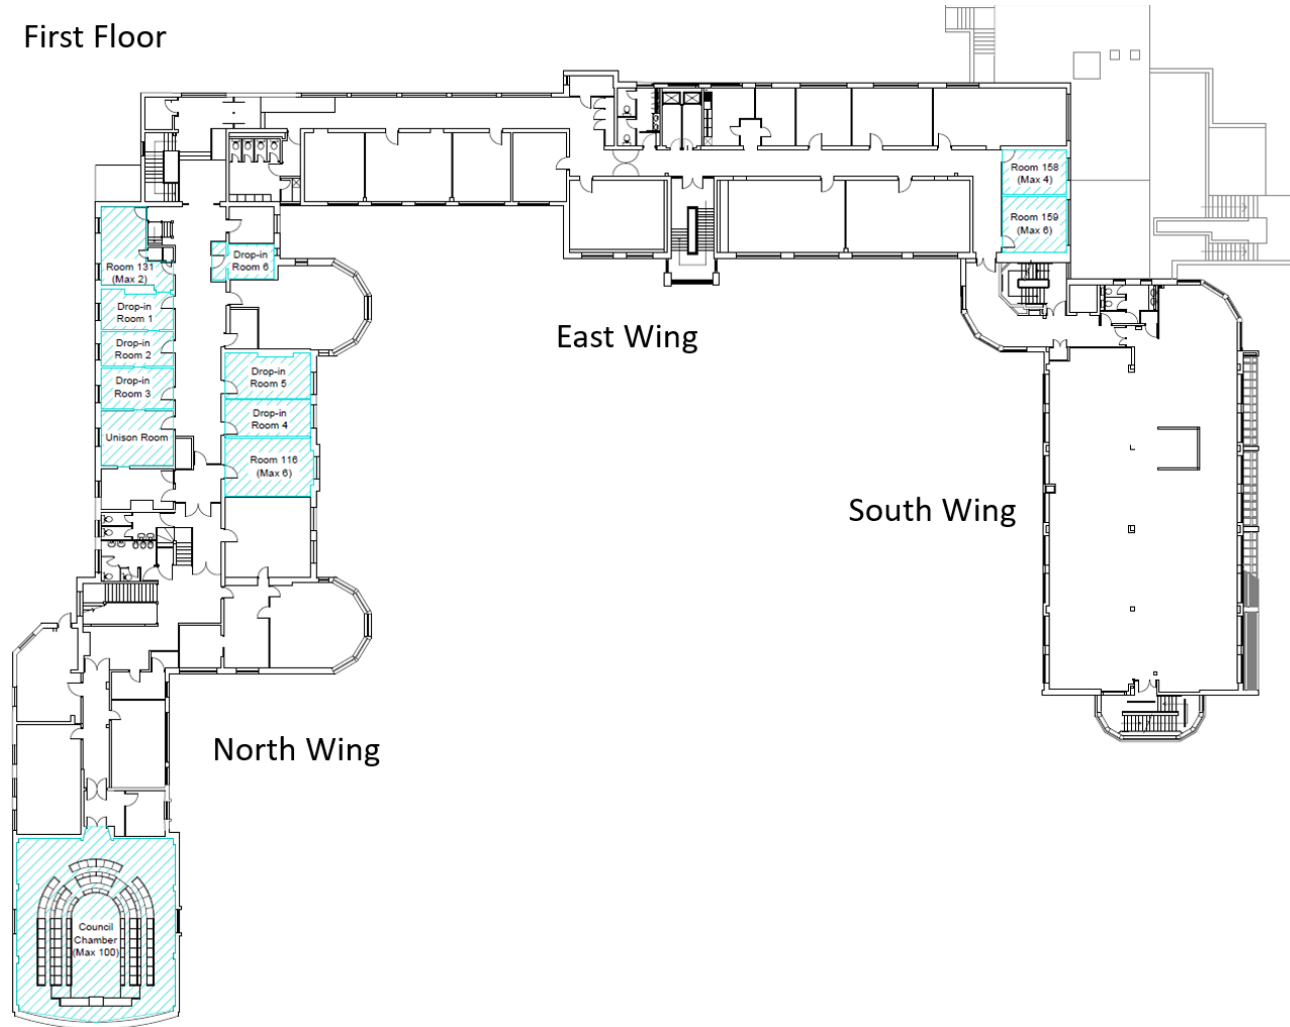 First Floor
Room 158
(Max 4)
Room 159
(Max 6)
Room 131
(Max 2)
Drop-in
Room 6
Drop-in
Room 1
Drop-in
Room 2
Drop-in
Room 3
Unison Room
Drop-in
Room 5
Drop-in
Room 4
Room 116
(Max 6)
East Wing
South Wing
North Wing
Council
Chamber
(Max 100)